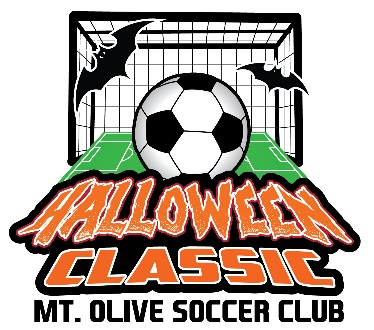 HALLOWEEN
CLASSIC
MT. OLIVE SOCCER CLUB